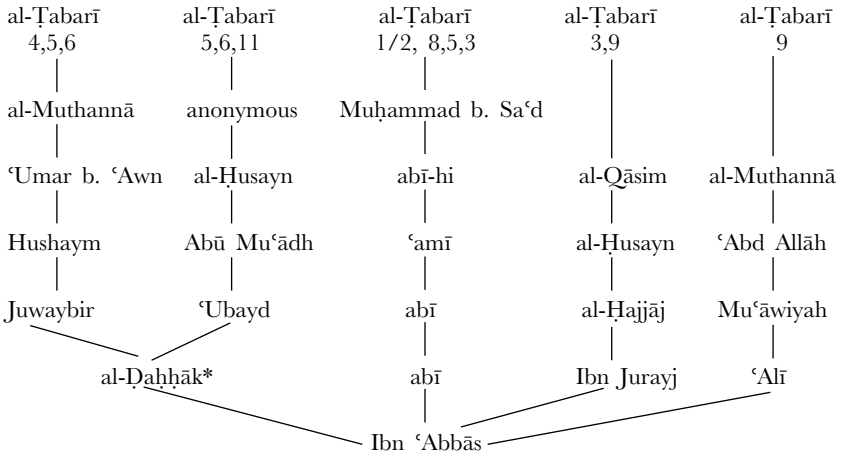 al-Ṭabarī al-Ṭabarī al-Ṭabarī al-Ṭabarī al-Ṭabarī
4,5,6 5,6,11 1/2, 8,5,3 3,9 9
al-Muthannā anonymous Muḥammad b. Saʿd
ʿUmar b. ʿAwn al-Ḥusayn abī-hi al-Qāsim al-Muthannā
Hushaym Abū Muʿādh ʿamī al-Ḥusayn ʿAbd Allāh
Juwaybir ʿUbayd abī al-Ḥajjāj Muʿāwiyah
al-Ḍaḥḥāk* abī Ibn Jurayj ʿAlī
Ibn ʿAbbās